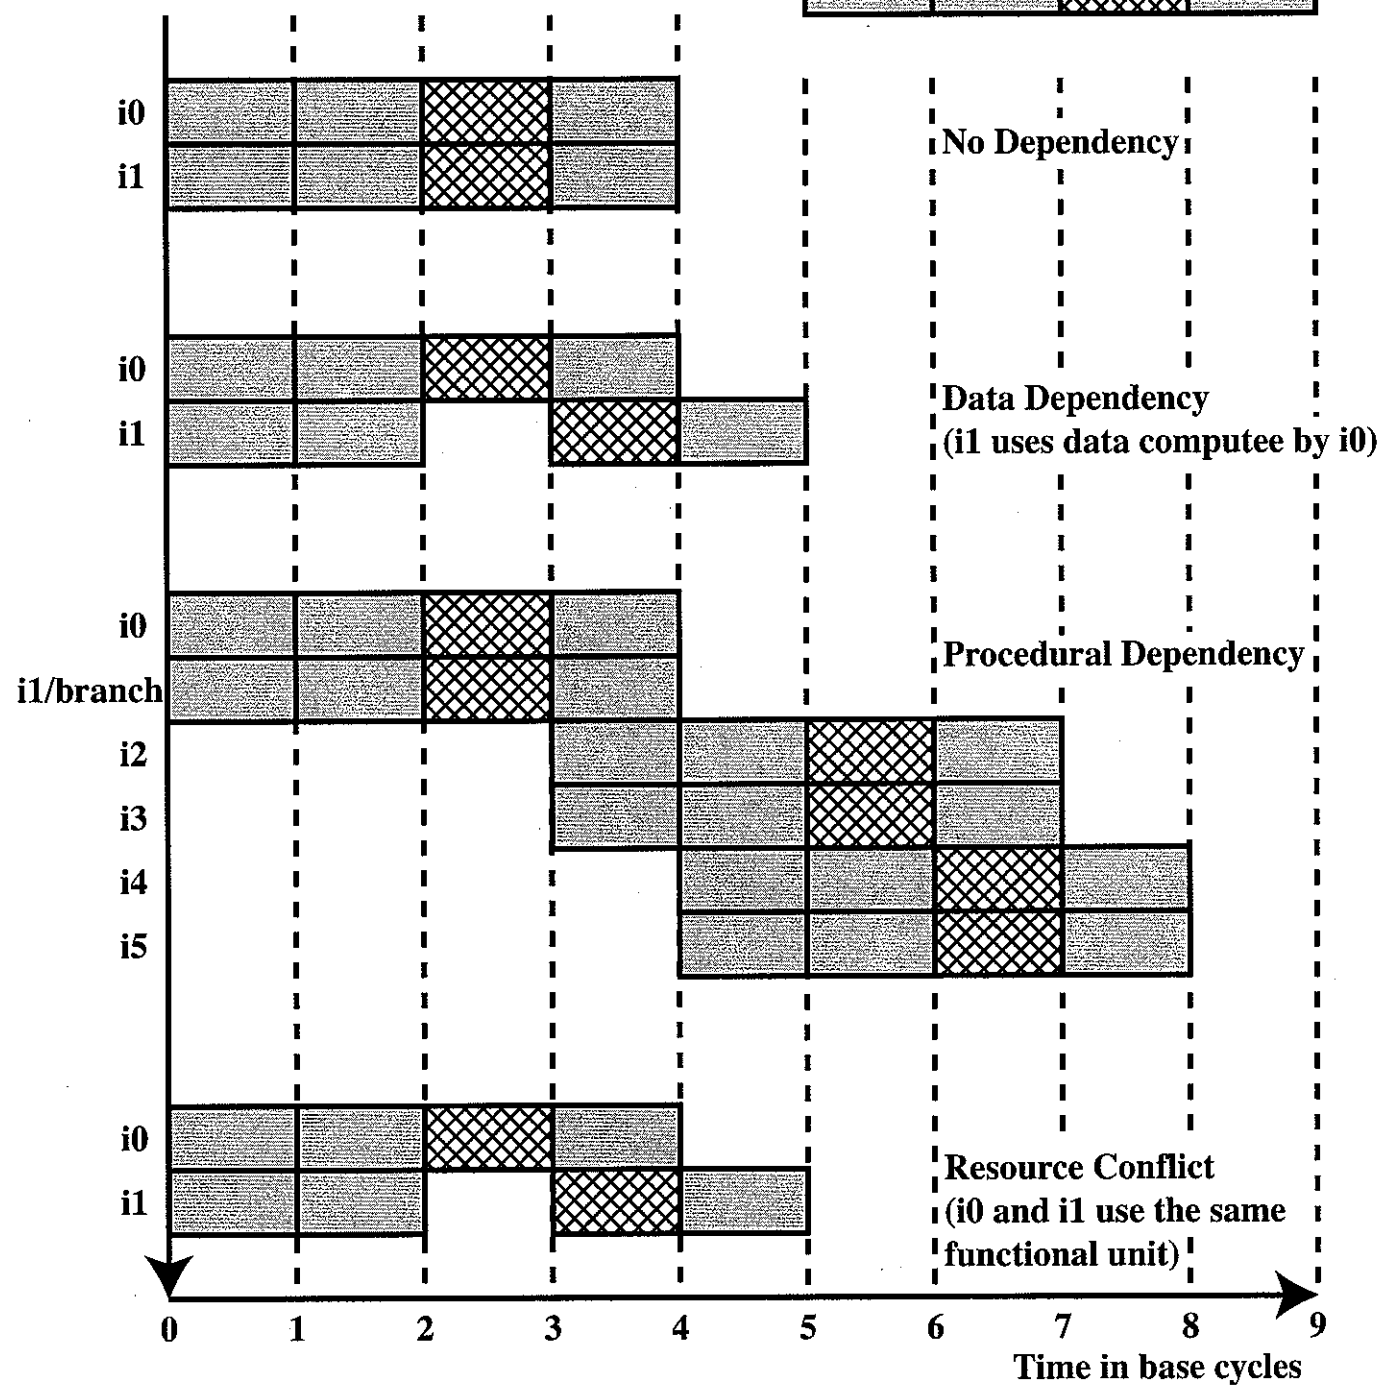 i0
i1
No Dependency
i0
i1
Data Dependency
(i1 uses data computee by i0)
i0
i1/branch
i2
i3
i4
i5
Procedural Dependency
i0
i1
Resource Conflict
(i0 and i1 use the same
functional unit)
0 1 2 3 4 5 6 7 8 9
Time in base cycles